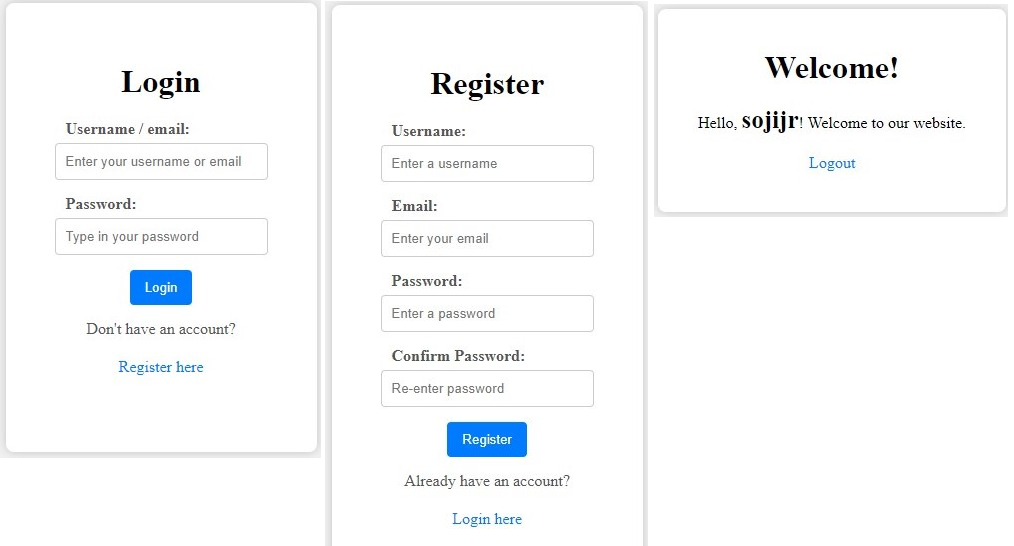 Login
Username / email:
Enter your username or email
Password:
Type in your password
Login
Don't have an account?
Register here
Register
Username:
Enter a username
Email:
Enter your email
Password:
Enter a password
Confirm Password:
Re-enter password
Register
Already have an account?
Login here
Welcome!
Hello, sojijr! Welcome to our website.
Logout